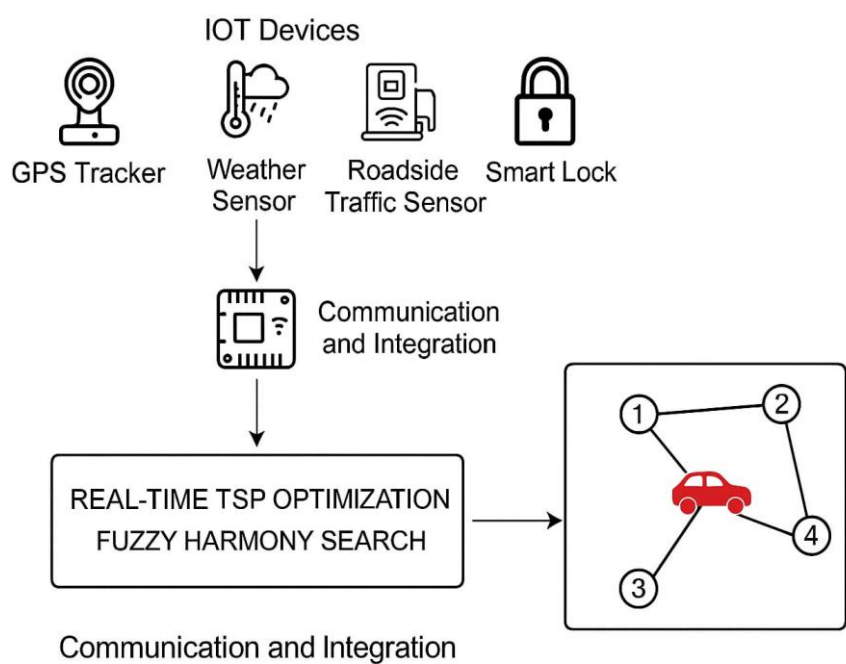 IOT Devices
GPS Tracker
Weather
Sensor
Roadside
Traffic Sensor
Smart Lock
Communication
and Integration
REAL-TIME TSP OPTIMIZATION
FUZZY HARMONY SEARCH
1
2
4
3
Communication and Integration